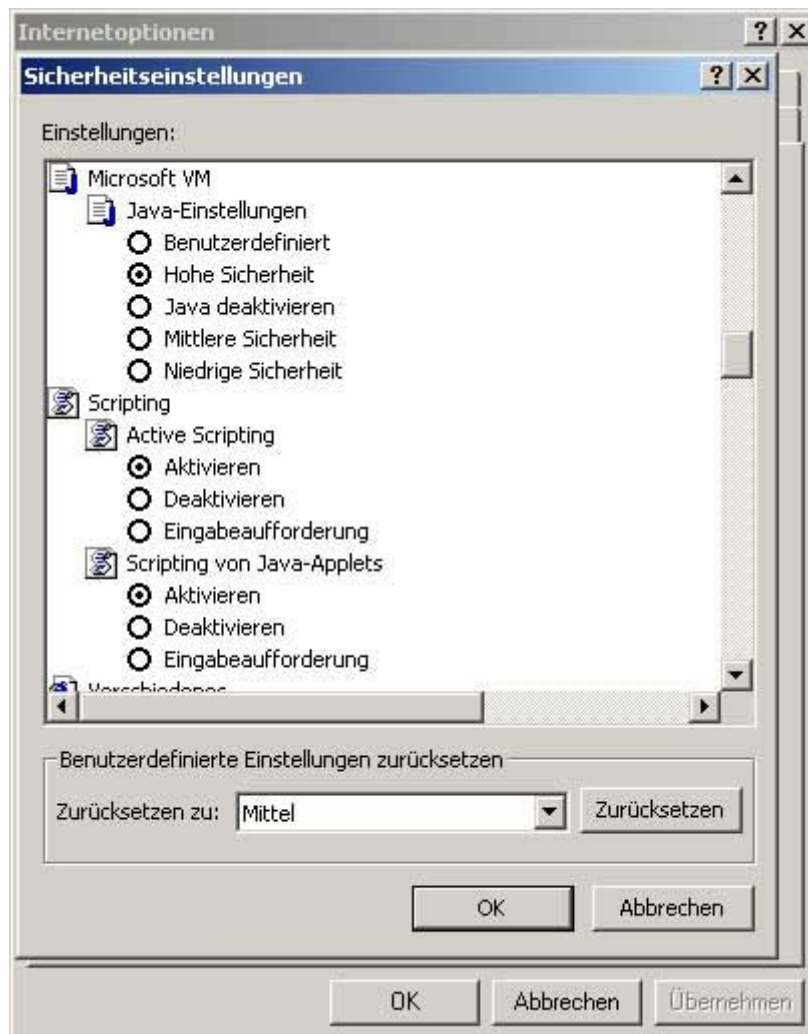 Internetoptionen
Sicherheitseinstellungen
Einstellungen:
Microsoft VM
Java-Einstellungen
Benutzerdefiniert
Hohe Sicherheit
Java deaktivieren
Mittlere Sicherheit
Niedrige Sicherheit
Scripting
Active Scripting
Aktivieren
Deaktivieren
Eingabeaufforderung
Scripting von Java-Applets
Aktivieren
Deaktivieren
Eingabeaufforderung
Verschiedenes
Benutzerdefinierte Einstellungen zurücksetzen
Zurücksetzen zu: Mittel Zurücksetzen
OK Abbrechen
OK Abbrechen Übernehmen